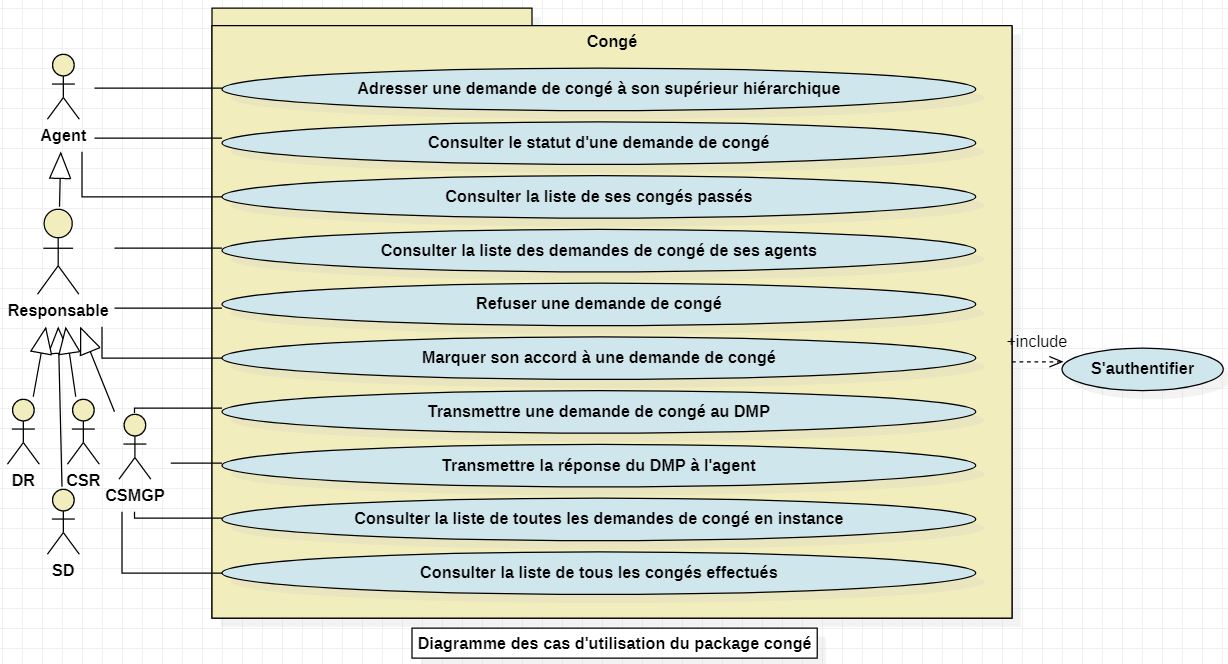 Congé
Adresser une demande de congé à son supérieur hiérarchique
Agent
Consulter le statut d'une demande de congé
Consulter la liste de ses congés passés
Consulter la liste des demandes de congé de ses agents
Refuser une demande de congé
Responsable
+include
Marquer son accord à une demande de congé
S'authentifier
Transmettre une demande de congé au DMP
Transmettre la réponse du DMP à l'agent
DR
CSR
CSMGP
Consulter la liste de toutes les demandes de congé en instance
SD
Consulter la liste de tous les congés effectués
Diagramme des cas d'utilisation du package congé